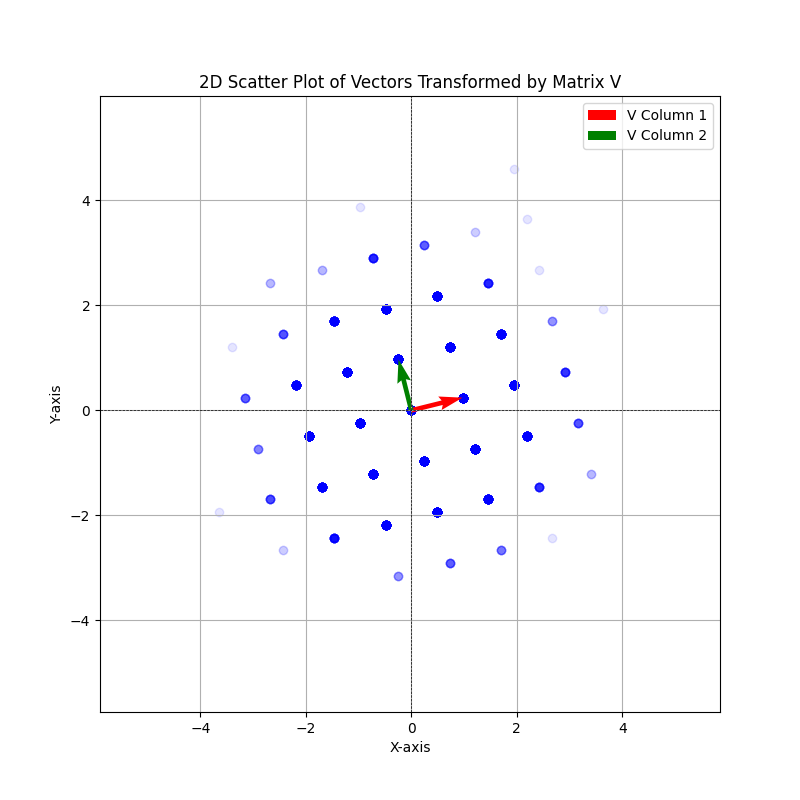 2D Scatter Plot of Vectors Transformed by Matrix V
V Column 1
V Column 2
4
2
0
−2
−4
Y-axis
−4 −2 0 2 4
X-axis